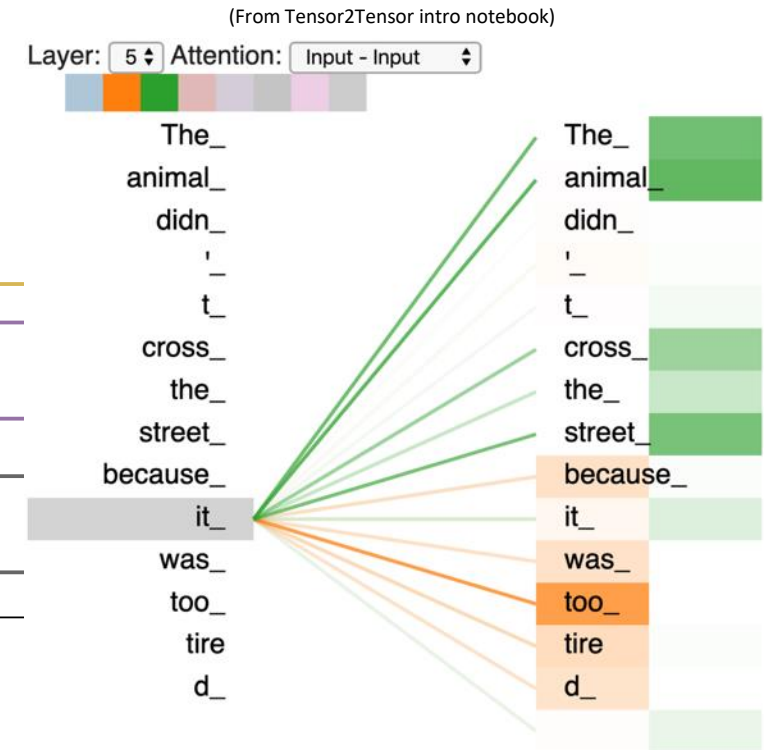 (From Tensor2Tensor intro notebook)
Layer: 5 Attention: Input - Input
The_ The_
animal_ animal_
didn_ didn_
'_ '_
t_ t_
cross_ cross_
the_ the_
street_ street_
because_ because_
it_ it_
was_ was_
too_ too_
tire tire
d_ d_